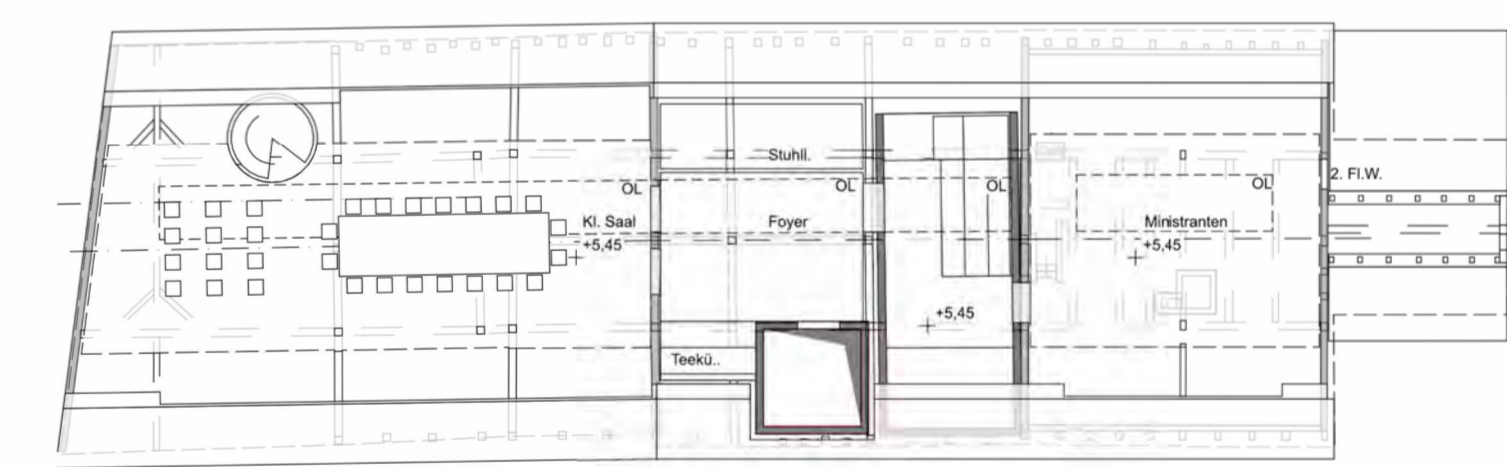 Stuhll.
2. Fl.W.
OL
OL
OL
OL
Kl. Saal
+5,45
Foyer
Ministranten
+5,45
+5,45
Teekü..